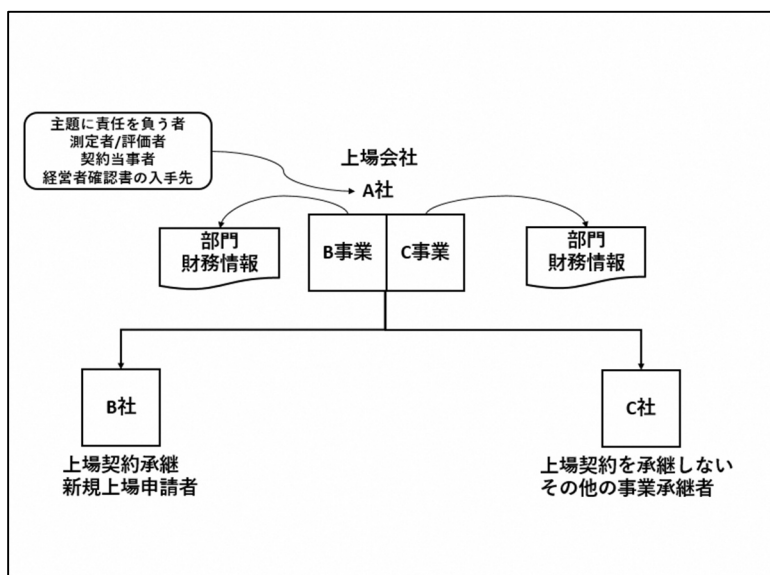 主題に責任を負う者
測定者/評価者
契約当事者
経営者確認書の入手先
上場会社
A社
部門
財務情報
B事業
C事業
部門
財務情報
B社
C社
上場契約承継
新規上場申請者
上場契約を承継しない
その他の事業承継者